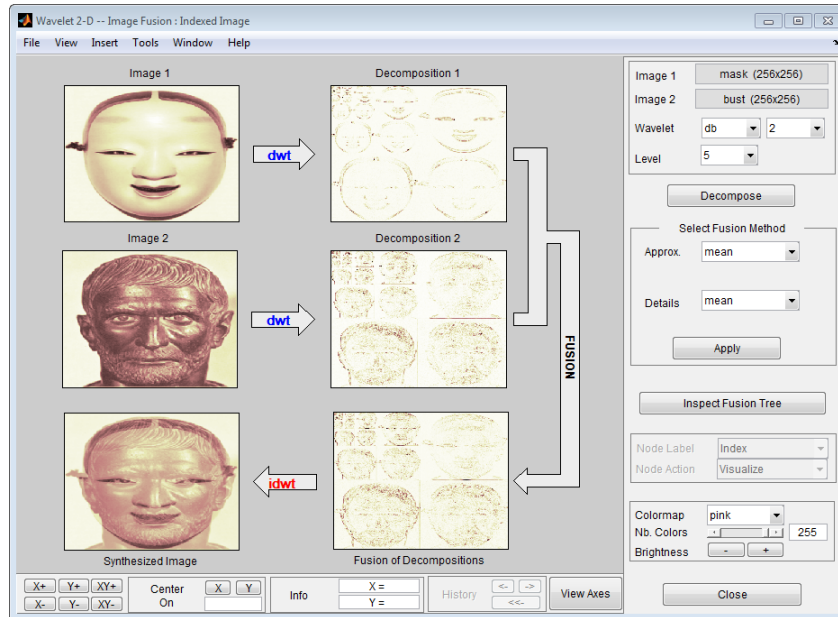 Wavelet 2-D -- Image Fusion : Indexed Image
File View Insert Tools Window Help
Image 1
Decomposition 1
dwt
Image 2
Decomposition 2
dwt
FUSION
idwt
Synthesized Image
Fusion of Decompositions
Image 1 mask (256x256)
Image 2 bust (256x256)
Wavelet db 2
Level 5
Decompose
Select Fusion Method
Approx. mean
Details mean
Apply
Inspect Fusion Tree
Node Label Index
Node Action Visualize
Colormap pink
Nb. Colors 255
Brightness - +
Close
X+ Y+ XY+
X- Y- XY-
Center On X Y
Info X = Y =
History <- -> <<-
View Axes